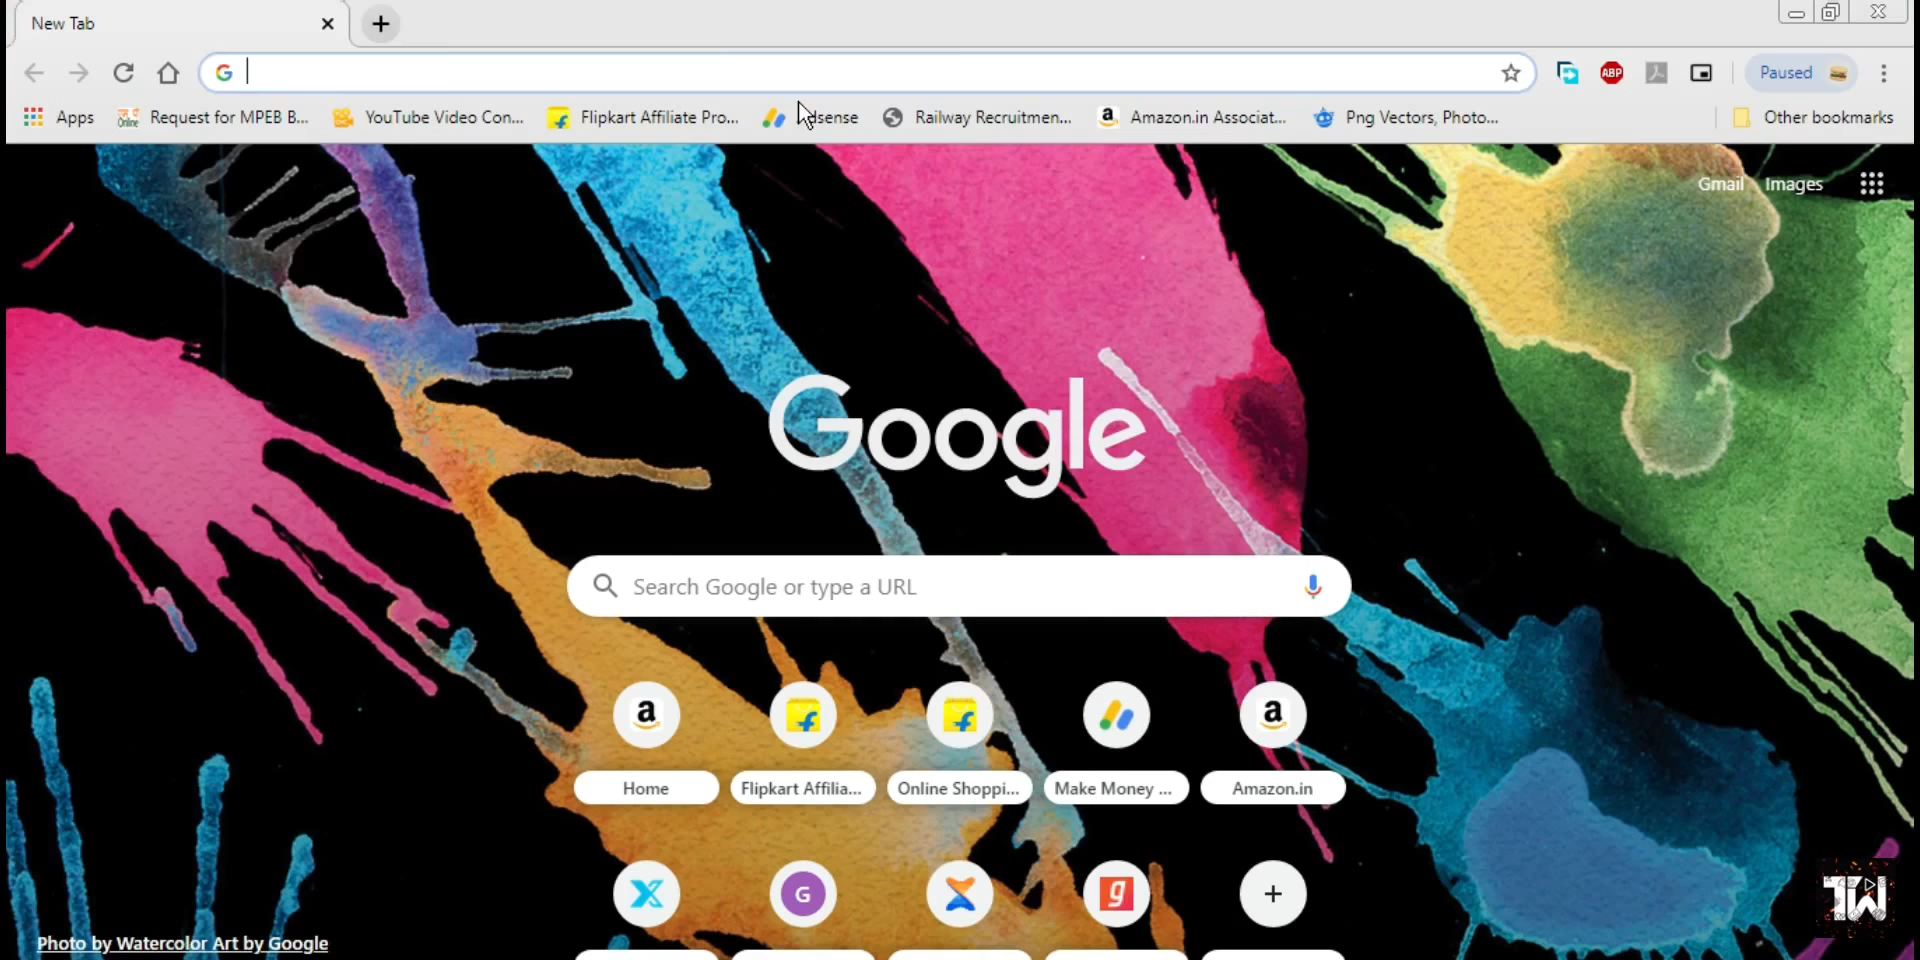 New Tab
Paused
Apps
Request for MPEB B...
YouTube Video Con...
Flipkart Affiliate Pro...
Railway Recruitmen...
Amazon.in Associat...
Png Vectors, Photo...
Other bookmarks
Gmail Images
Google
Search Google or type a URL
Home
Flipkart Affilia...
Online Shoppi...
Make Money ...
Amazon.in
G
g
Photo by Watercolor Art by Google
TW